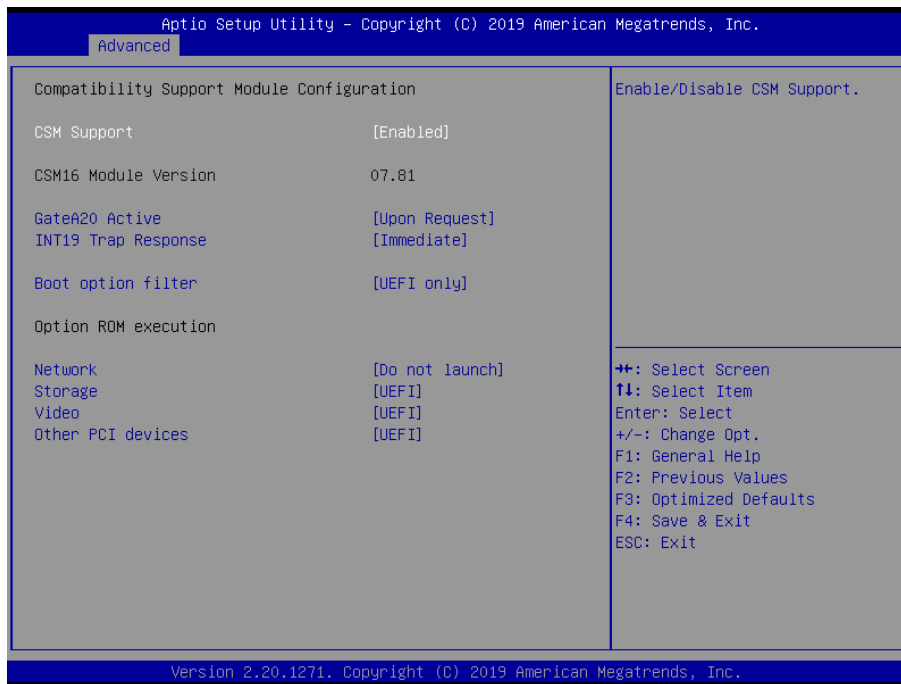 Aptio Setup Utility – Copyright (C) 2019 American Megatrends, Inc.
Advanced
Compatibility Support Module Configuration
CSM Support [Enabled]
CSM16 Module Version 07.81
GateA20 Active [Upon Request]
INT19 Trap Response [Immediate]
Boot option filter [UEFI only]
Option ROM execution
Network [Do not launch]
Storage [UEFI]
Video [UEFI]
Other PCI devices [UEFI]
Enable/Disable CSM Support.
→←: Select Screen
↑↓: Select Item
Enter: Select
+/-: Change Opt.
F1: General Help
F2: Previous Values
F3: Optimized Defaults
F4: Save & Exit
ESC: Exit
Version 2.20.1271. Copyright (C) 2019 American Megatrends, Inc.